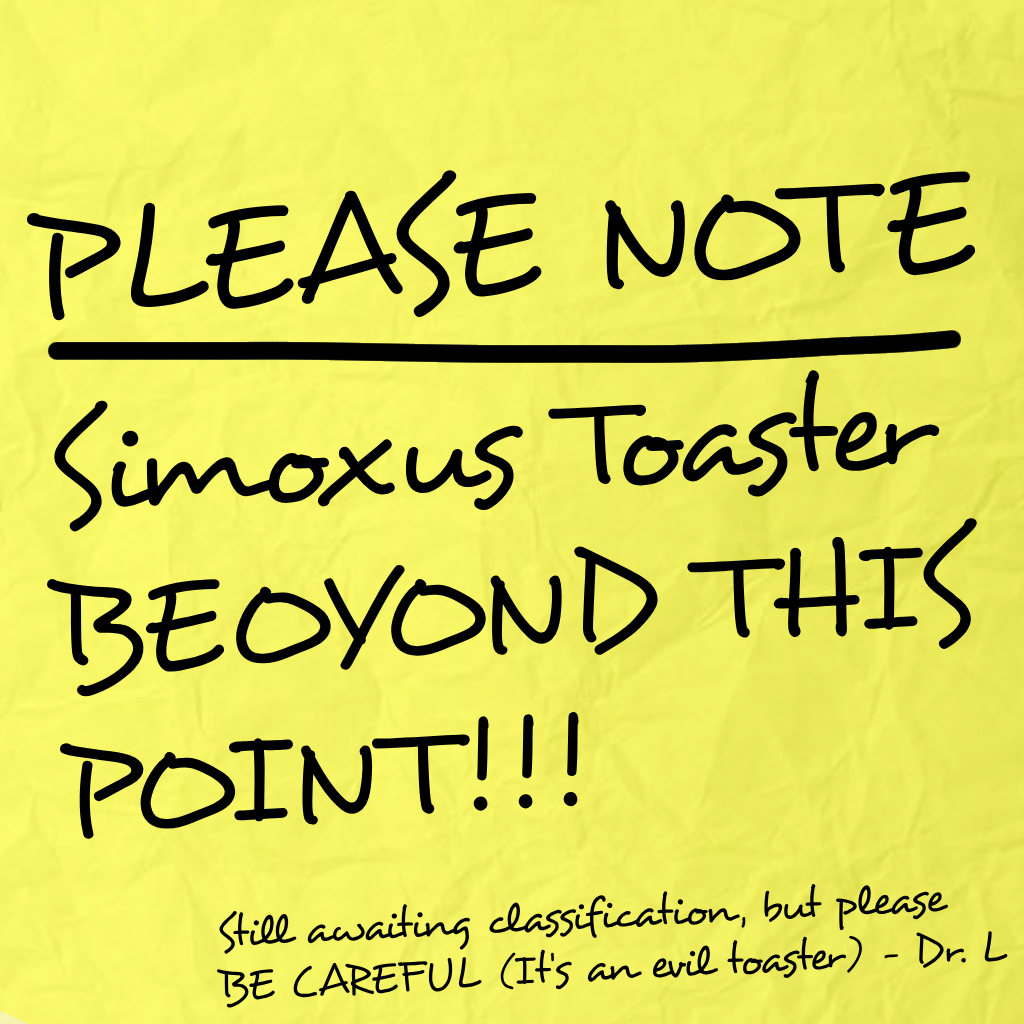 PLEASE NOTE
Simoxus Toaster
BEOYOND THIS
POINT!!!
Still awaiting classification, but please
BE CAREFUL (It's an evil toaster) - Dr. L